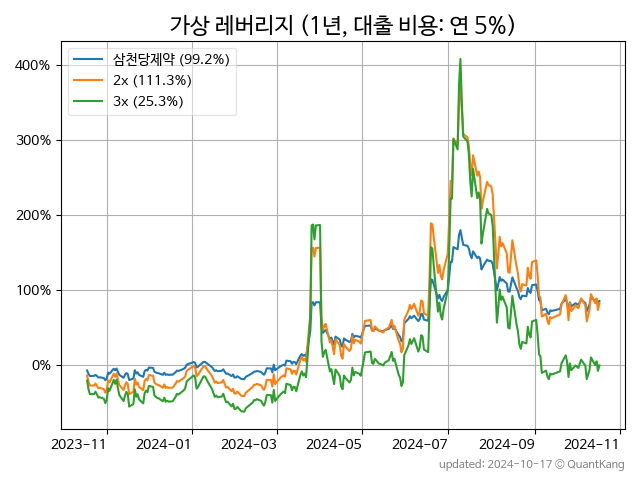 가상 레버리지 (1년, 대출 비용: 연 5%)
삼천당제약 (99.2%)
2x (111.3%)
3x (25.3%)
400%
300%
200%
100%
0%
2023-11 2024-01 2024-03 2024-05 2024-07 2024-09 2024-11
updated: 2024-10-17 © QuantKang